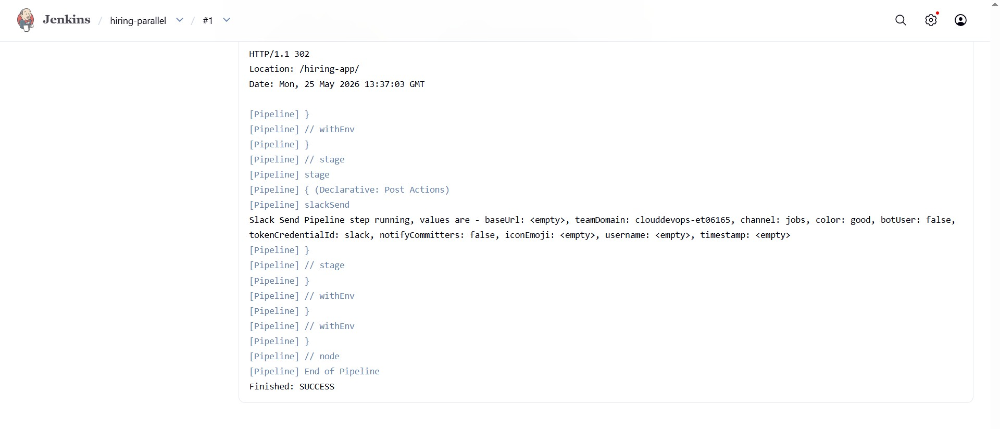 Jenkins / hiring-parallel / #1
HTTP/1.1 302
Location: /hiring-app/
Date: Mon, 25 May 2026 13:37:03 GMT
[Pipeline] }
[Pipeline] // withEnv
[Pipeline] }
[Pipeline] // stage
[Pipeline] stage
[Pipeline] { (Declarative: Post Actions)
[Pipeline] slackSend
Slack Send Pipeline step running, values are - baseUrl: <empty>, teamDomain: clouddevops-et06165, channel: jobs, color: good, botUser: false,
tokenCredentialId: slack, notifyCommitters: false, iconEmoji: <empty>, username: <empty>, timestamp: <empty>
[Pipeline] }
[Pipeline] // stage
[Pipeline] }
[Pipeline] // withEnv
[Pipeline] }
[Pipeline] // withEnv
[Pipeline] }
[Pipeline] // node
[Pipeline] End of Pipeline
Finished: SUCCESS